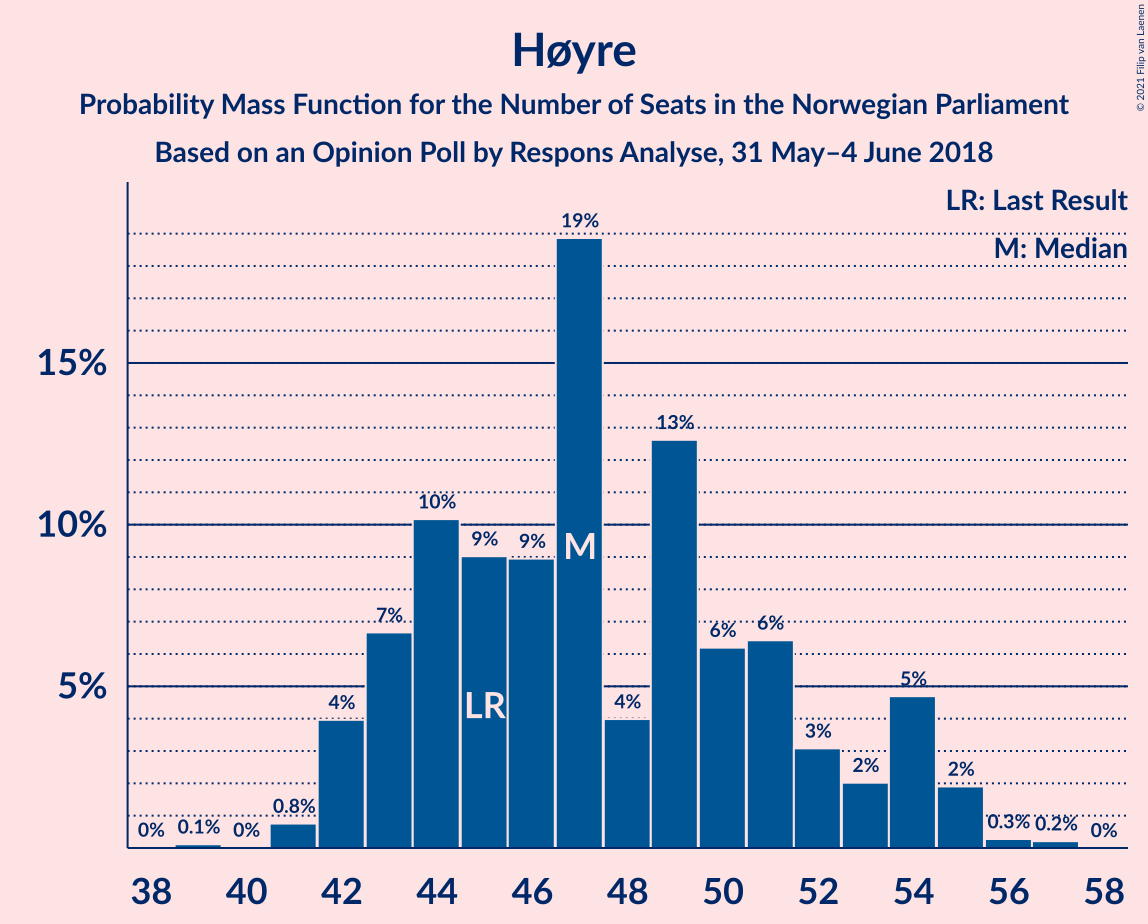 Høyre
Probability Mass Function for the Number of Seats in the Norwegian Parliament
Based on an Opinion Poll by Respons Analyse, 31 May–4 June 2018
© 2021 Filip van Laenen
LR: Last Result
M: Median
15%
10%
5%
0%
0.1%
0%
0.8%
4%
7%
10%
9%
9%
19%
4%
13%
6%
6%
3%
2%
5%
2%
0.3%
0.2%
0%
LR
M
38 40 42 44 46 48 50 52 54 56 58